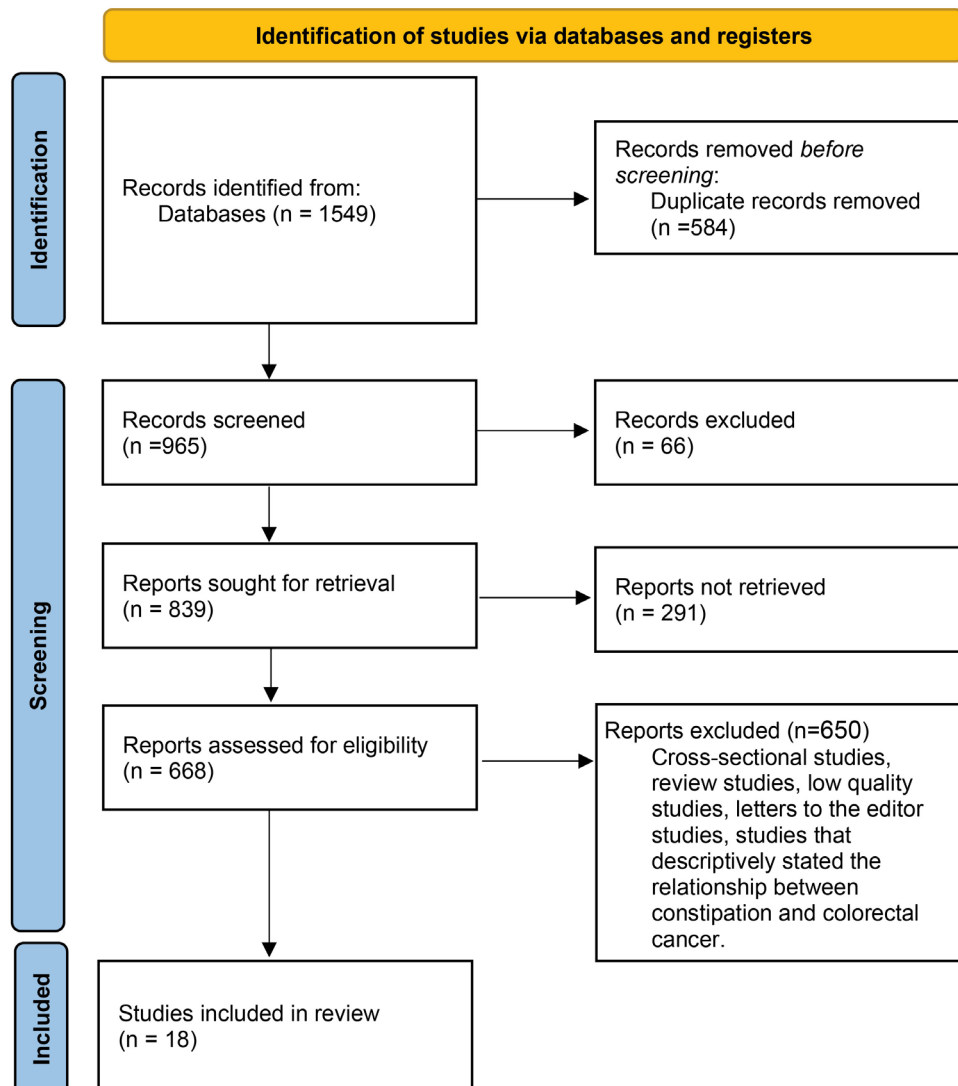 Identification of studies via databases and registers
Identification
Records identified from:
Databases (n = 1549)
Records removed before
screening:
Duplicate records removed
(n =584)
Screening
Records screened
(n =965)
Records excluded
(n = 66)
Reports sought for retrieval
(n = 839)
Reports not retrieved
(n = 291)
Reports assessed for eligibility
(n = 668)
Reports excluded (n=650)
Cross-sectional studies,
review studies, low quality
studies, letters to the editor
studies, studies that
descriptively stated the
relationship between
constipation and colorectal
cancer.
Included
Studies included in review
(n = 18)